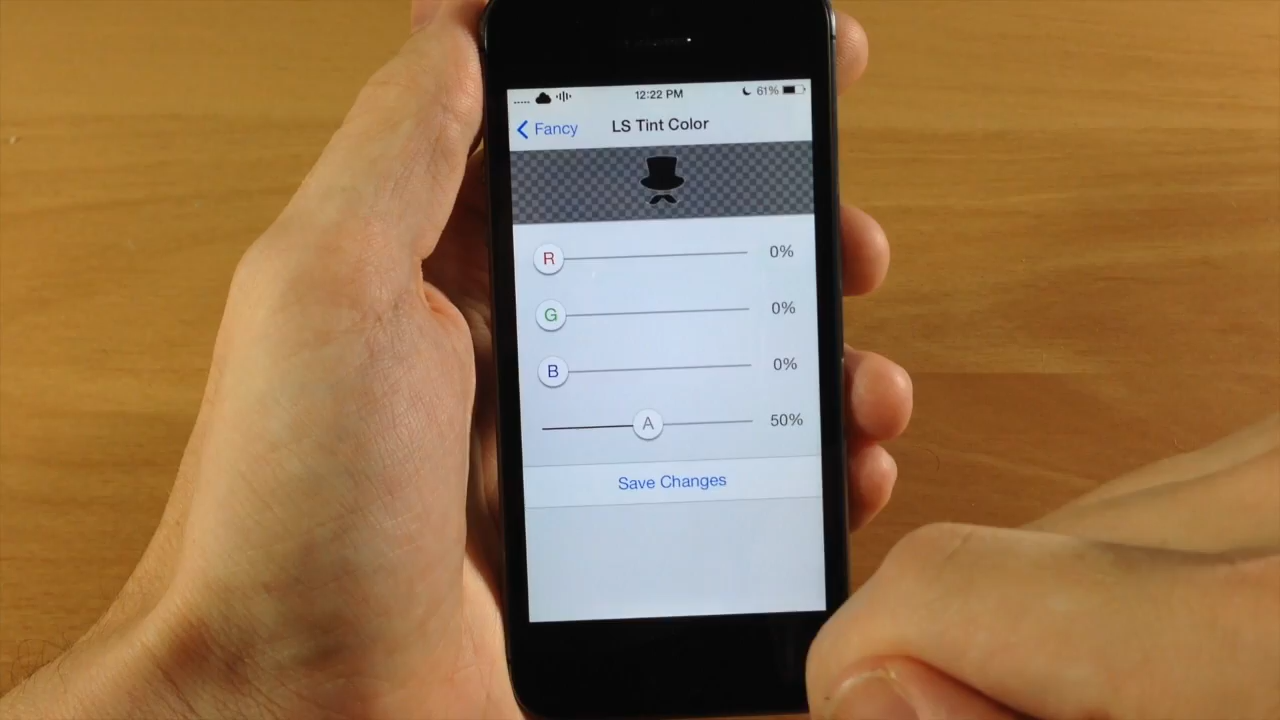 12:22 PM 61%
Fancy LS Tint Color
R 0%
G 0%
B 0%
A 50%
Save Changes